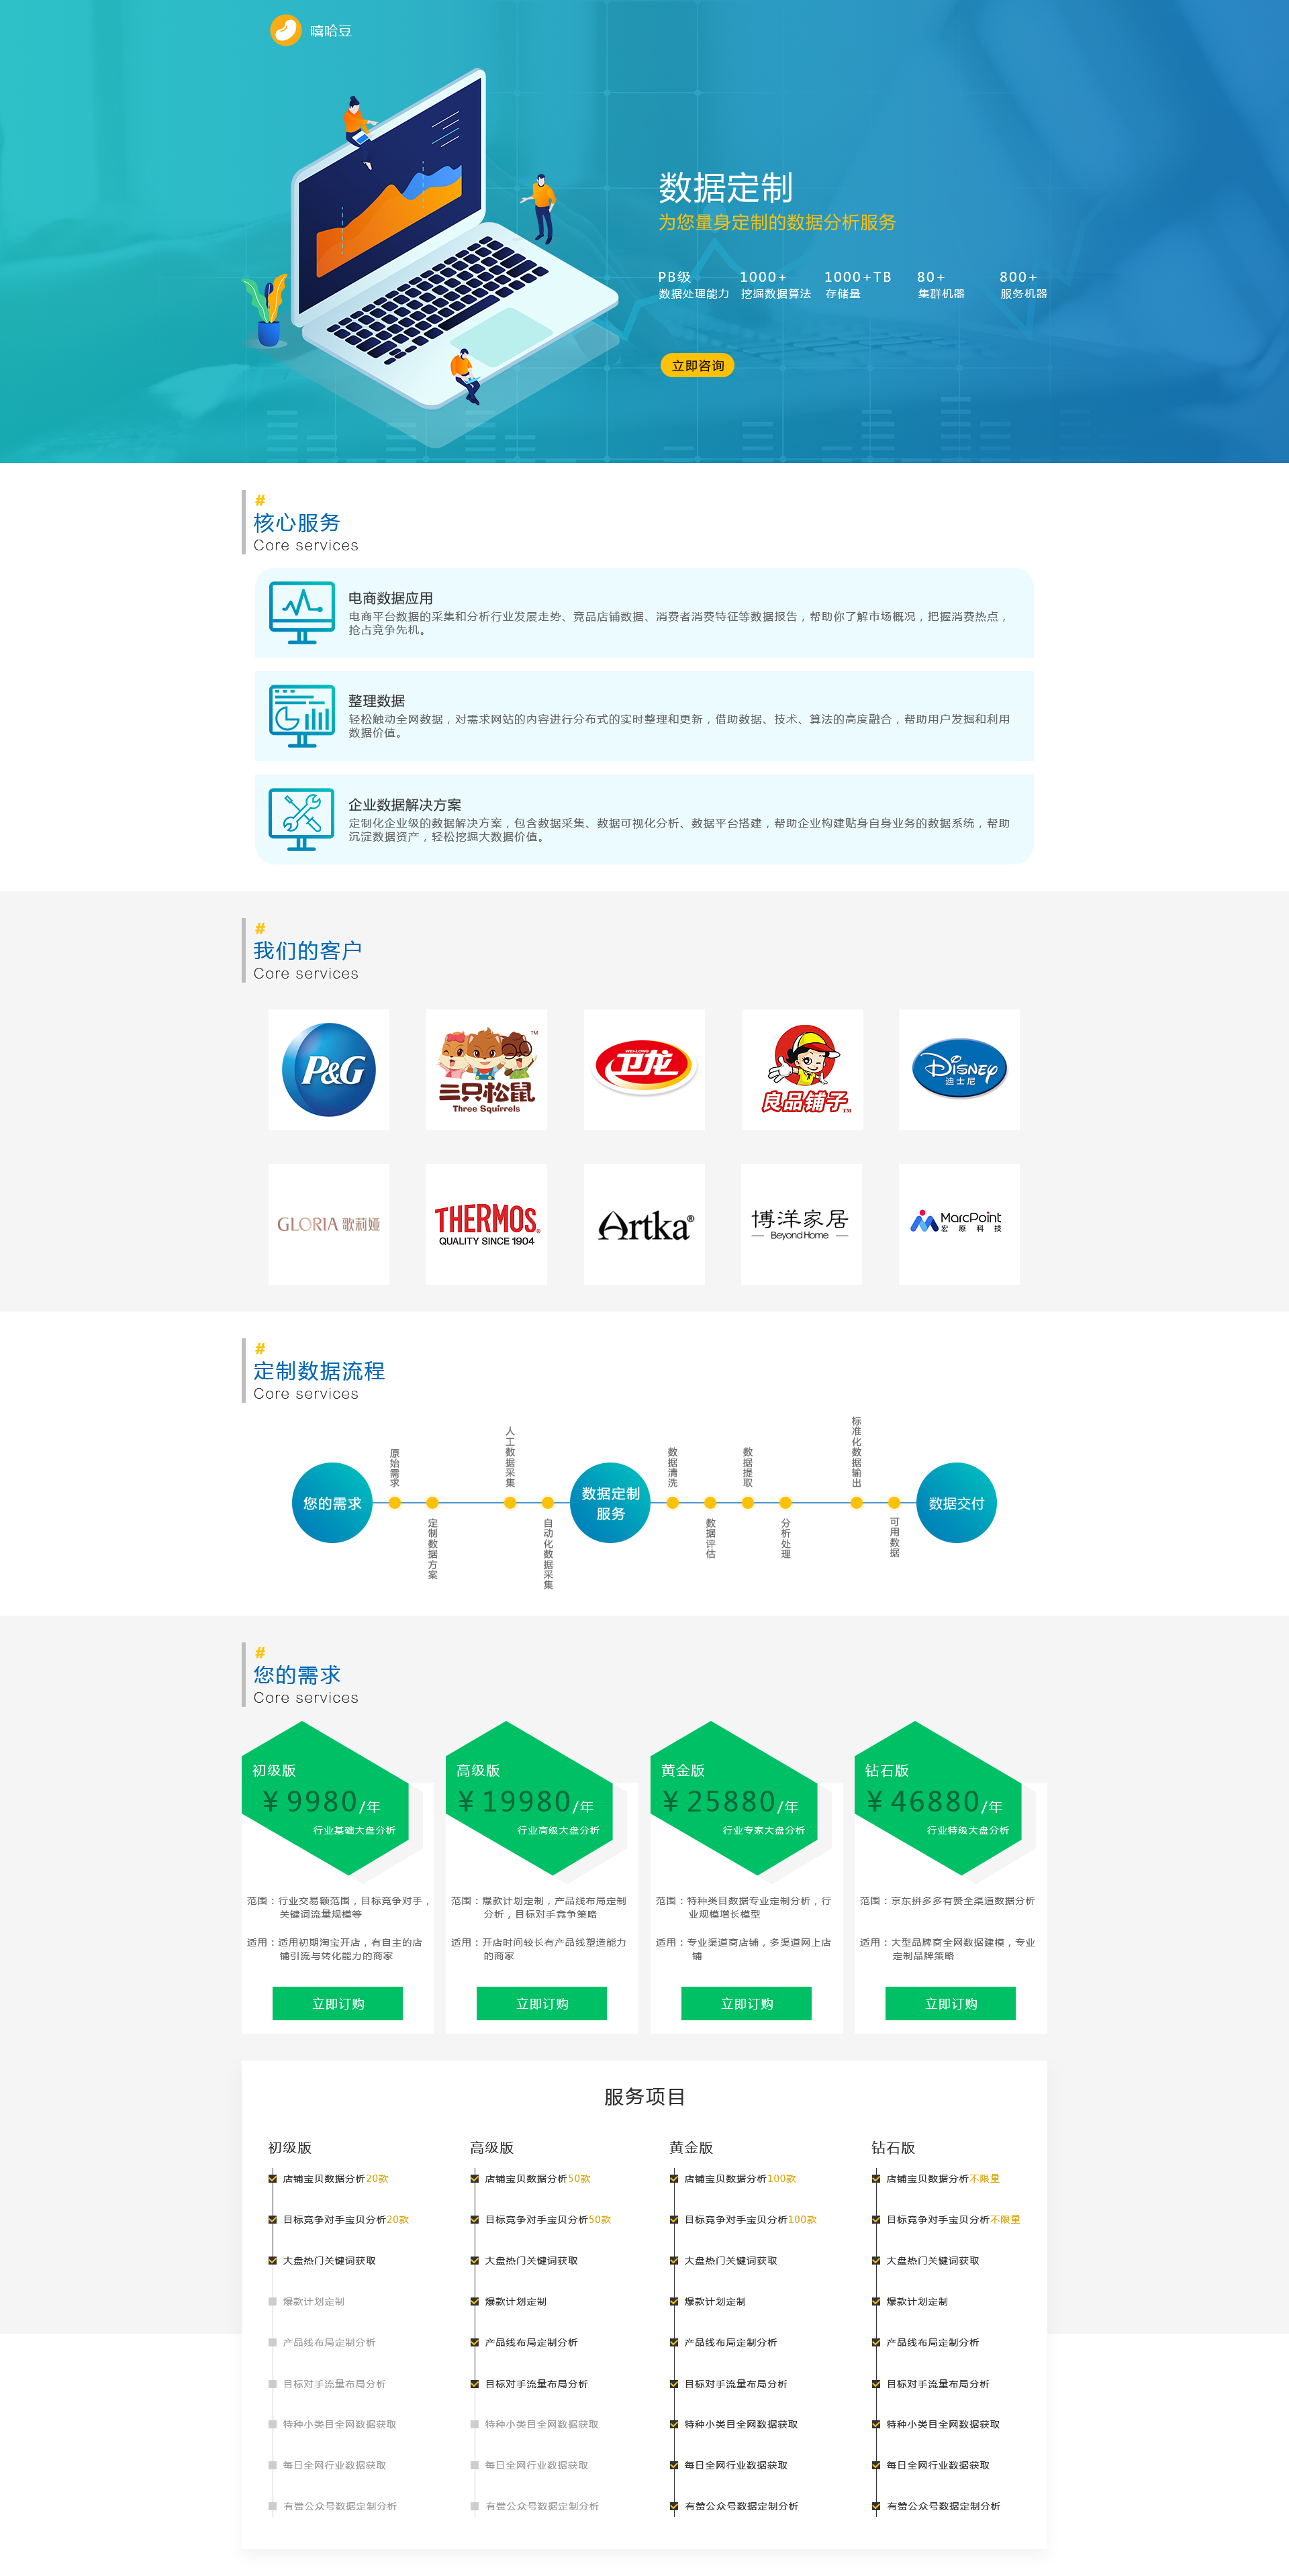 嘻哈豆
数据定制
为您量身定制的数据分析服务
PB级
数据处理能力
1000+
挖掘数据算法
1000+TB
存储量
80+
集群机器
800+
服务机器
立即咨询
#
核心服务
Core services
电商数据应用
电商平台数据的采集和分析行业发展走势、竞品店铺数据、消费者消费特征等数据报告，帮助你了解市场概况，把握消费热点，
抢占竞争先机。
整理数据
轻松触动全网数据，对需求网站的内容进行分布式的实时整理和更新，借助数据、技术、算法的高度融合，帮助用户发掘和利用
数据价值。
企业数据解决方案
定制化企业级的数据解决方案，包含数据采集、数据可视化分析、数据平台搭建，帮助企业构建贴身自身业务的数据系统，帮助
沉淀数据资产，轻松挖掘大数据价值。
#
我们的客户
Core services
P&G
TM
三只松鼠
Three Squirrels
WEI-LONG
卫龙
良品铺子TM
Disney
迪士尼
GLORIA 歌莉娅
THERMOS®
QUALITY SINCE 1904
Artka®
博洋家居
Beyond Home
MarcPoint
宏原科技
#
定制数据流程
Core services
您的需求
原始需求
定制数据方案
人工数据采集
自动化数据采集
数据定制
服务
数据清洗
数据评估
数据提取
分析处理
标准化数据输出
可用数据
数据交付
#
您的需求
Core services
初级版
¥9980/年
行业基础大盘分析
范围：行业交易额范围，目标竞争对手，
关键词流量规模等
适用：适用初期淘宝开店，有自主的店
铺引流与转化能力的商家
立即订购
高级版
¥19980/年
行业高级大盘分析
范围：爆款计划定制，产品线布局定制
分析，目标对手竞争策略
适用：开店时间较长有产品线塑造能力
的商家
立即订购
黄金版
¥25880/年
行业专家大盘分析
范围：特种类目数据专业定制分析，行
业规模增长模型
适用：专业渠道商店铺，多渠道网上店
铺
立即订购
钻石版
¥46880/年
行业特级大盘分析
范围：京东拼多多有赞全渠道数据分析
适用：大型品牌商全网数据建模，专业
定制品牌策略
立即订购
服务项目
初级版
店铺宝贝数据分析20款
目标竞争对手宝贝分析20款
大盘热门关键词获取
爆款计划定制
产品线布局定制分析
目标对手流量布局分析
特种小类目全网数据获取
每日全网行业数据获取
有赞公众号数据定制分析
高级版
店铺宝贝数据分析50款
目标竞争对手宝贝分析50款
大盘热门关键词获取
爆款计划定制
产品线布局定制分析
目标对手流量布局分析
特种小类目全网数据获取
每日全网行业数据获取
有赞公众号数据定制分析
黄金版
店铺宝贝数据分析100款
目标竞争对手宝贝分析100款
大盘热门关键词获取
爆款计划定制
产品线布局定制分析
目标对手流量布局分析
特种小类目全网数据获取
每日全网行业数据获取
有赞公众号数据定制分析
钻石版
店铺宝贝数据分析不限量
目标竞争对手宝贝分析不限量
大盘热门关键词获取
爆款计划定制
产品线布局定制分析
目标对手流量布局分析
特种小类目全网数据获取
每日全网行业数据获取
有赞公众号数据定制分析